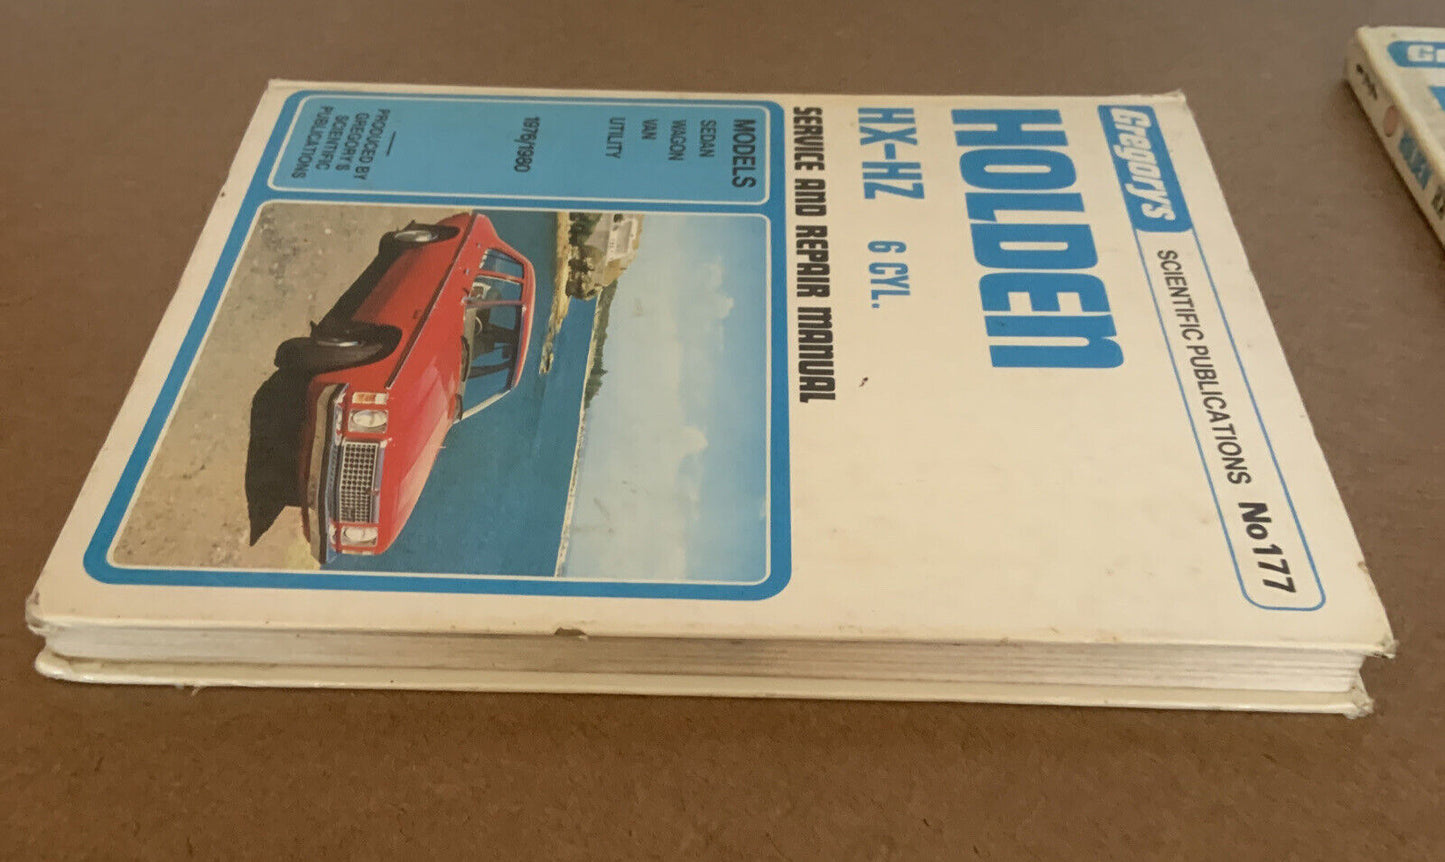 Gregory's
SCIENTIFIC PUBLICATIONS No 177
HOLDEN
HX-HZ 6 CYL.
SERVICE AND REPAIR MANUAL
MODELS
SEDAN
WAGON
VAN
UTILITY
1976/1980
PRODUCED BY
GREGORY'S
SCIENTIFIC
PUBLICATIONS